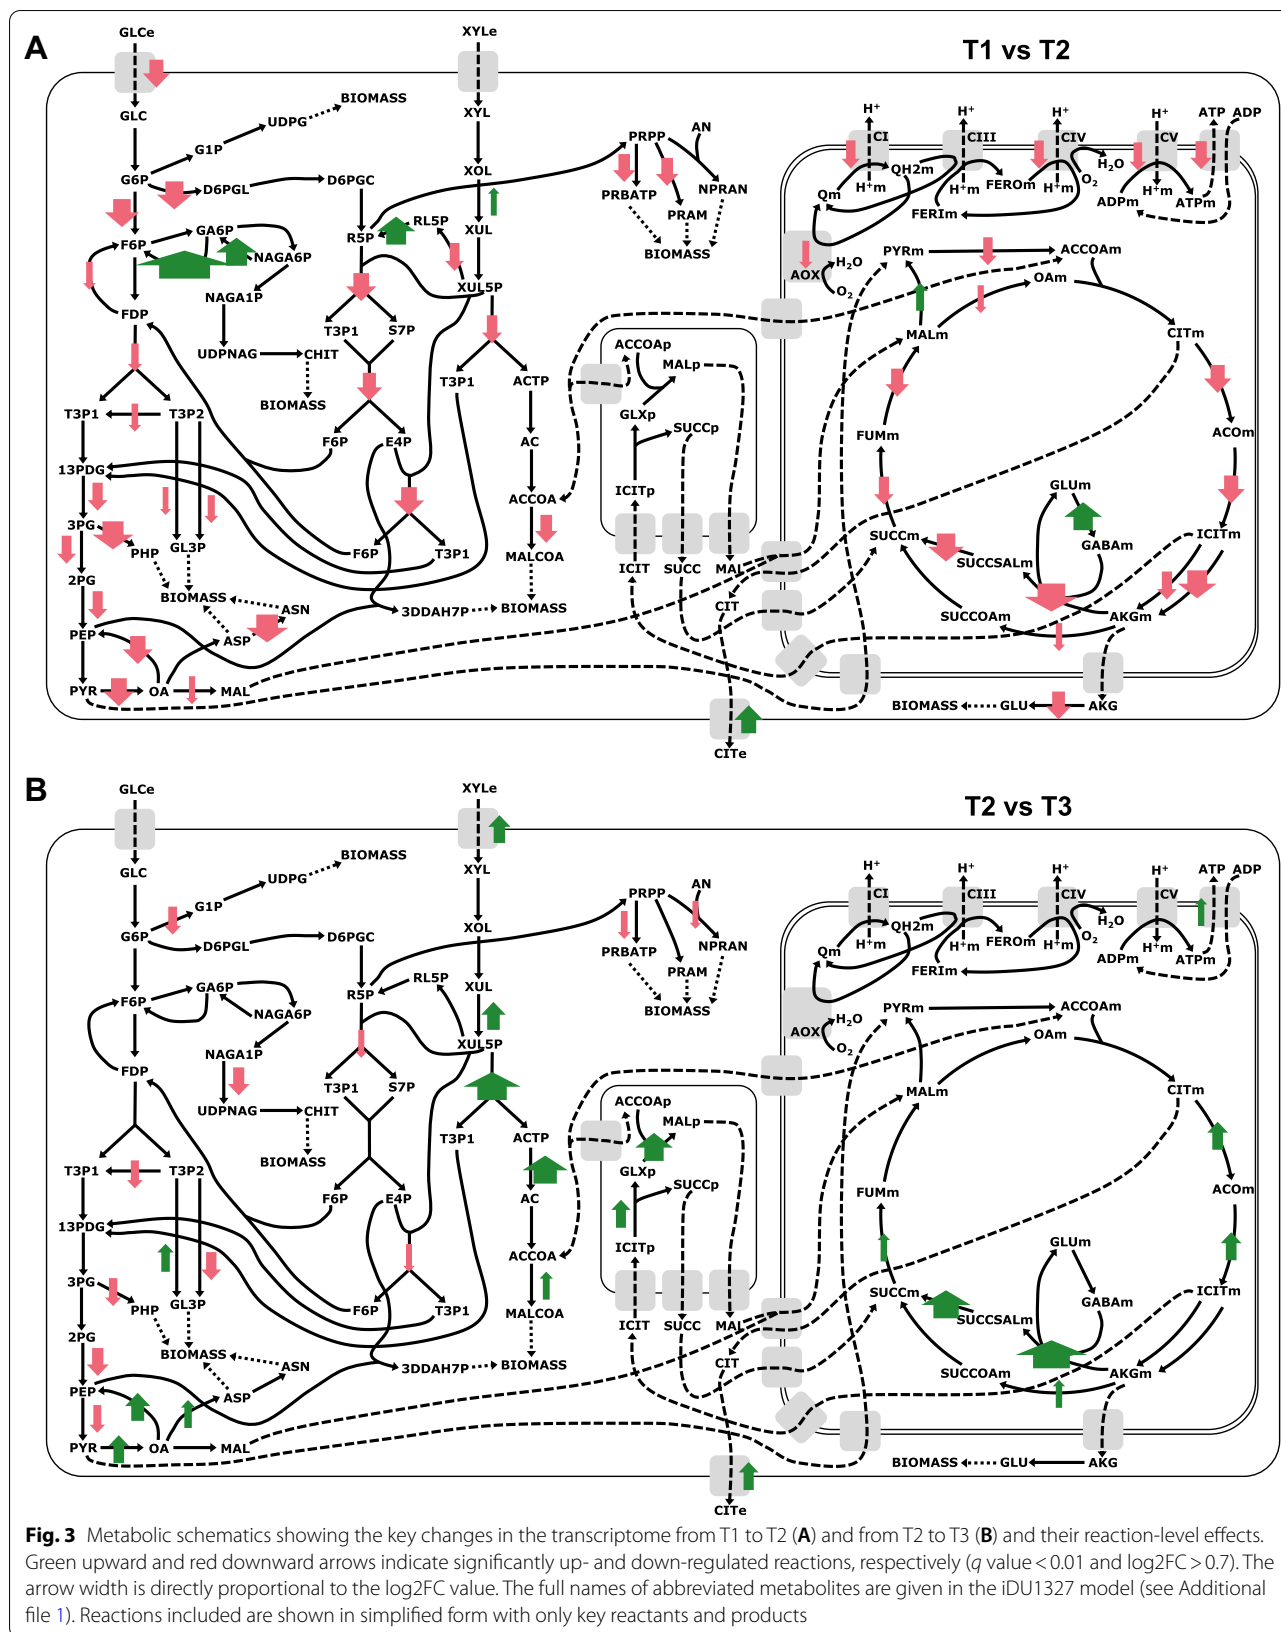 A
T1 vs T2
GLCe
XYLe
GLC
BIOMASS
UDPG
XYL
G1P
G6P
D6PGL
D6PGC
XOL
PRPP
AN
PRBATP
PRAM
NPRAN
BIOMASS
F6P
GA6P
NAGA6P
R5P
RL5P
XUL
NAGA1P
XUL5P
FDP
T3P1
S7P
UDPNAG
CHIT
BIOMASS
T3P1
ACTP
T3P1
T3P2
F6P
E4P
AC
13PDG
ACCOA
3PG
PHP
GL3P
F6P
T3P1
MALCOA
2PG
BIOMASS
ASN
3DDAH7P
BIOMASS
PEP
ASP
PYR
OA
MAL
ACCOAp
MALp
GLXp
SUCCp
ICITp
ICIT
SUCC
MAL
CIT
CITe
H+
H+
H+
H+
ATP
ADP
CI
CIII
CIV
CV
QH2m
H+m
H+m
FEROm
H+m
H2O
O2
H+m
Qm
FERIm
ADPm
ATPm
AOX
H2O
O2
PYRm
ACCOAm
OAm
MALm
CITm
FUMm
ACOm
GLUm
SUCCm
GABAm
ICITm
SUCCSALm
SUCCOAm
AKGm
BIOMASS
GLU
AKG
B
T2 vs T3
GLCe
XYLe
GLC
BIOMASS
UDPG
XYL
G1P
G6P
D6PGL
D6PGC
XOL
PRPP
AN
PRBATP
PRAM
NPRAN
BIOMASS
F6P
GA6P
NAGA6P
R5P
RL5P
XUL
NAGA1P
XUL5P
FDP
T3P1
S7P
UDPNAG
CHIT
BIOMASS
T3P1
ACTP
T3P1
T3P2
F6P
E4P
AC
13PDG
ACCOA
3PG
PHP
GL3P
F6P
T3P1
MALCOA
2PG
BIOMASS
ASN
3DDAH7P
BIOMASS
PEP
ASP
PYR
OA
MAL
ACCOAp
MALp
GLXp
SUCCp
ICITp
ICIT
SUCC
MAL
CIT
CITe
H+
H+
H+
H+
ATP
ADP
CI
CIII
CIV
CV
QH2m
H+m
H+m
FEROm
H+m
H2O
O2
H+m
Qm
FERIm
ADPm
ATPm
AOX
H2O
O2
PYRm
ACCOAm
OAm
MALm
CITm
FUMm
ACOm
GLUm
SUCCm
GABAm
ICITm
SUCCSALm
SUCCOAm
AKGm
BIOMASS
GLU
AKG
Fig. 3 Metabolic schematics showing the key changes in the transcriptome from T1 to T2 (A) and from T2 to T3 (B) and their reaction-level effects.
Green upward and red downward arrows indicate significantly up- and down-regulated reactions, respectively (q value < 0.01 and log2FC > 0.7). The
arrow width is directly proportional to the log2FC value. The full names of abbreviated metabolites are given in the iDU1327 model (see Additional
file 1). Reactions included are shown in simplified form with only key reactants and products